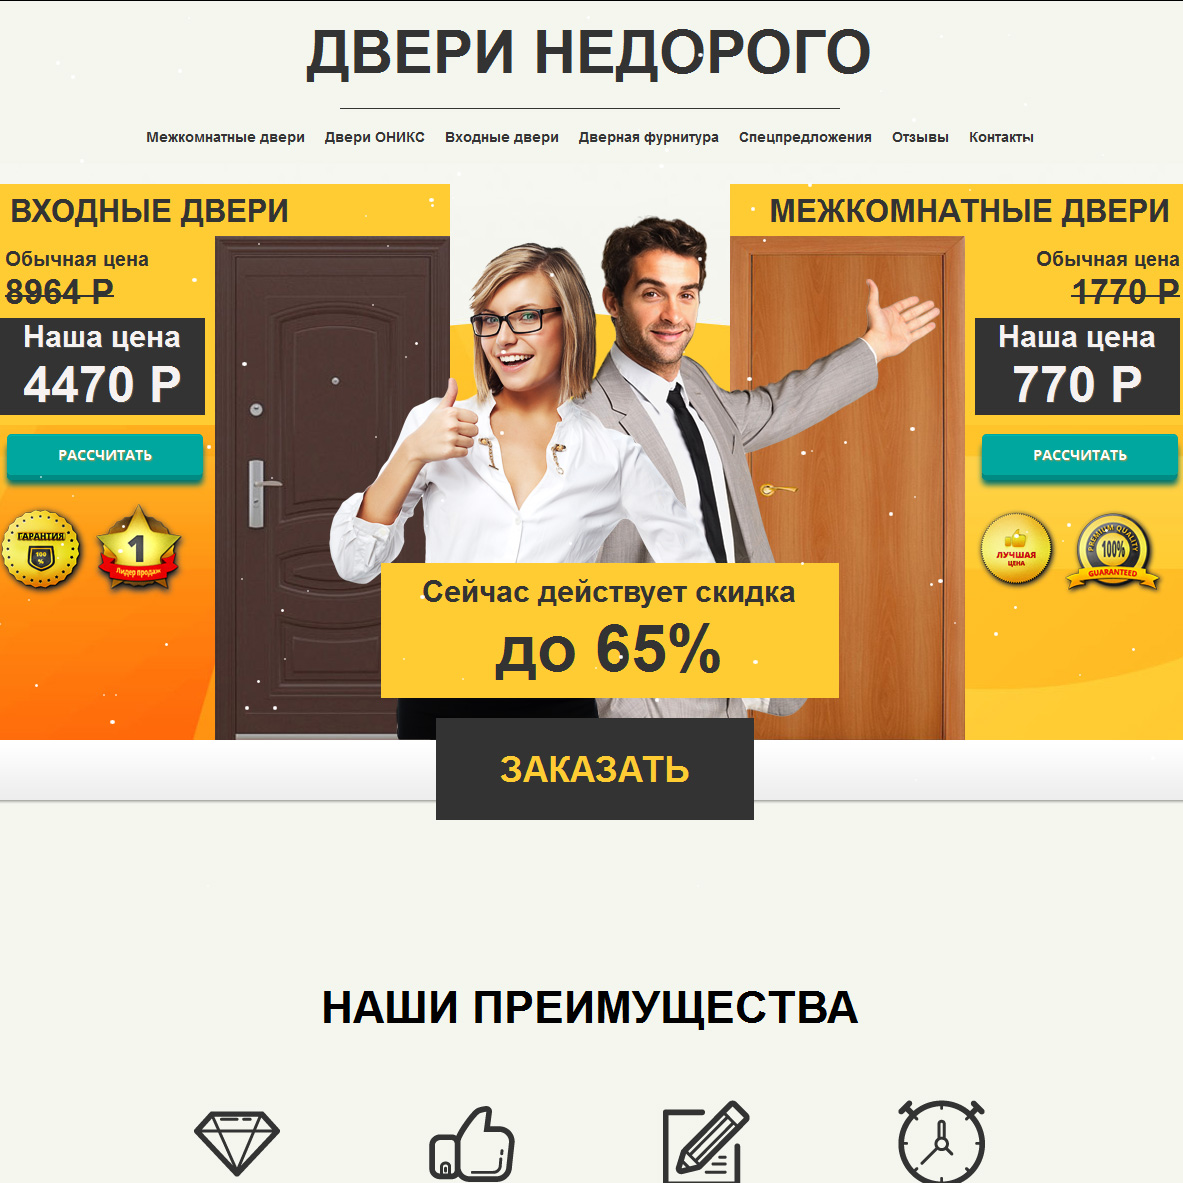 ДВЕРИ НЕДОРОГО
Межкомнатные двери Двери ОНИКС Входные двери Дверная фурнитура Спецпредложения Отзывы Контакты
ВХОДНЫЕ ДВЕРИ
Обычная цена
8964 Р
Наша цена
4470 Р
РАССЧИТАТЬ
ГАРАНТИЯ
100
%
1
Лидер продаж
МЕЖКОМНАТНЫЕ ДВЕРИ
Обычная цена
1770 Р
Наша цена
770 Р
РАССЧИТАТЬ
ЛУЧШАЯ
ЦЕНА
PREMIUM QUALITY
100%
GUARANTEED
Сейчас действует скидка
до 65%
ЗАКАЗАТЬ
НАШИ ПРЕИМУЩЕСТВА